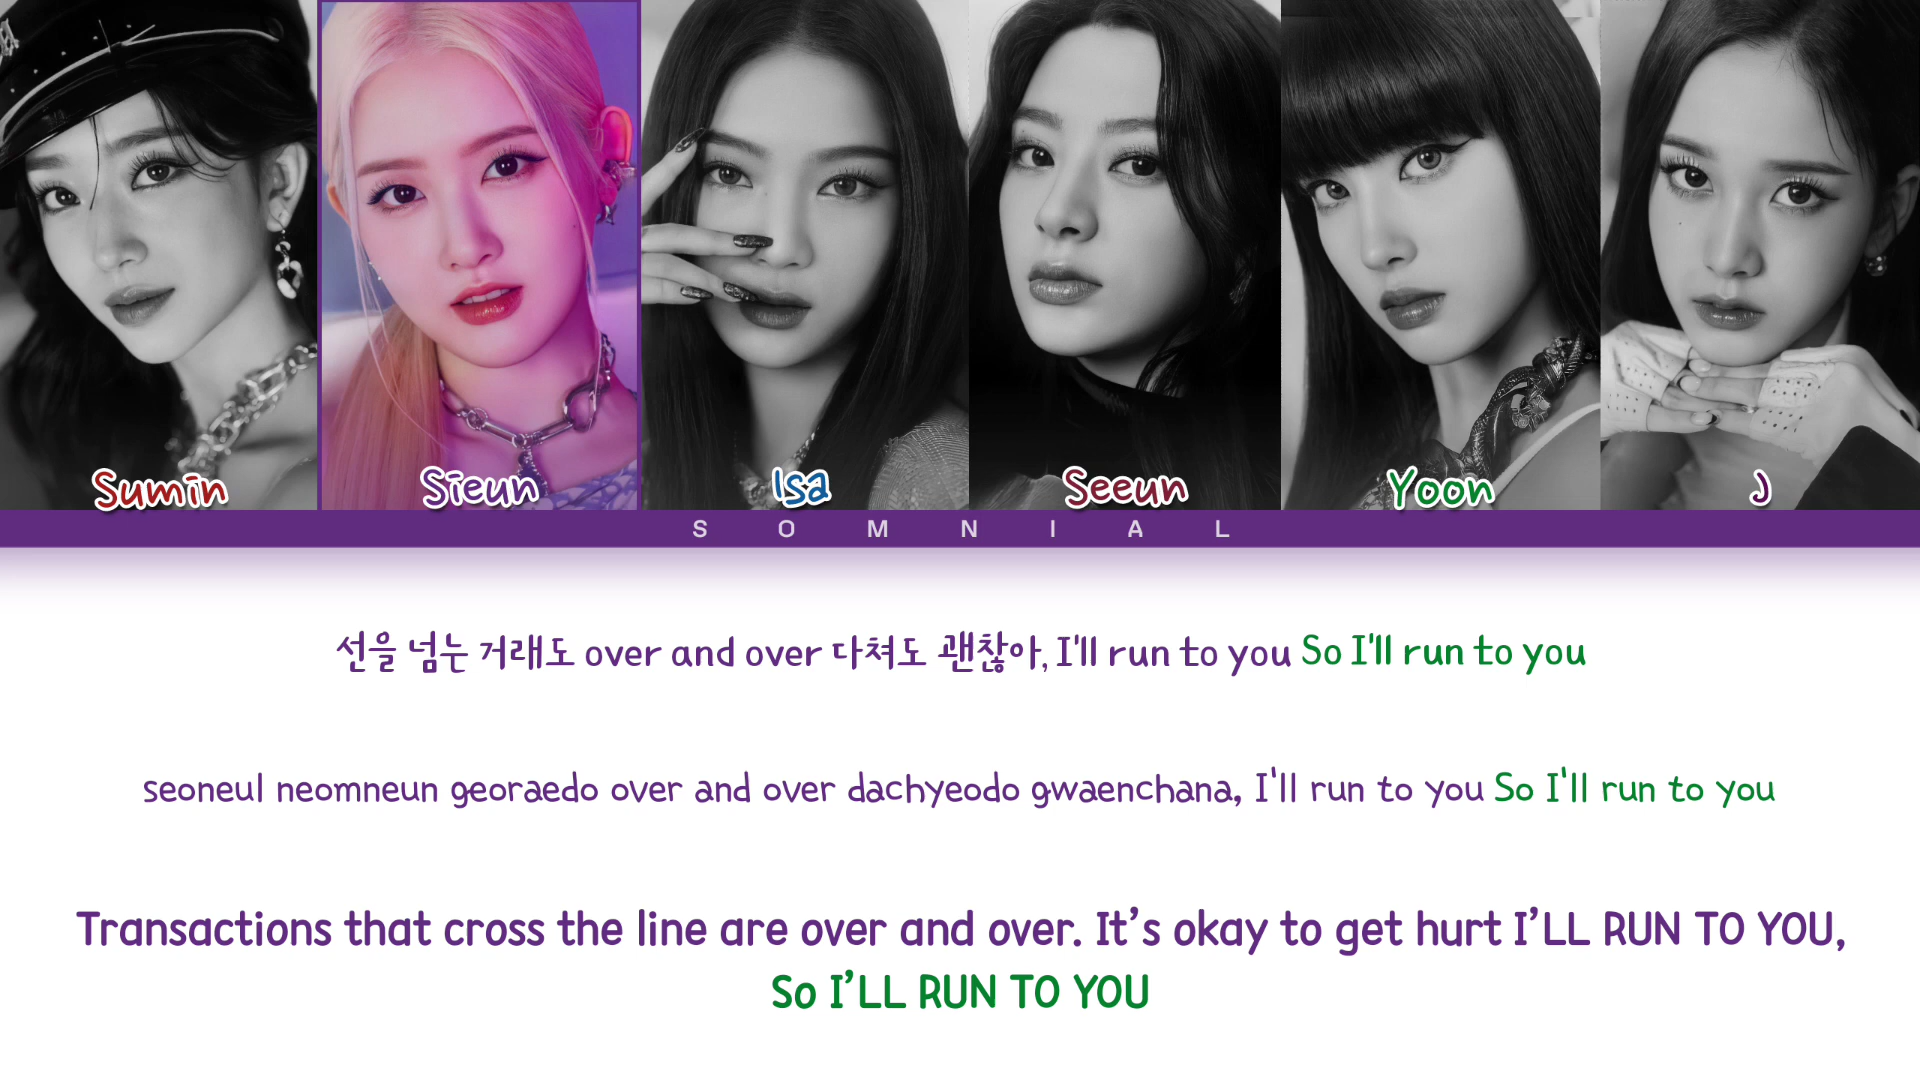 Sumin Sieun Isa Seeun Yoon J
SOMNIAL
선을 넘는 거래도 over and over 다쳐도 괜찮아, I'll run to you So I'll run to you
seoneul neomneun georaedo over and over dachyeodo gwaenchana, I'll run to you So I'll run to you
Transactions that cross the line are over and over. It’s okay to get hurt I’LL RUN TO YOU,
So I’LL RUN TO YOU